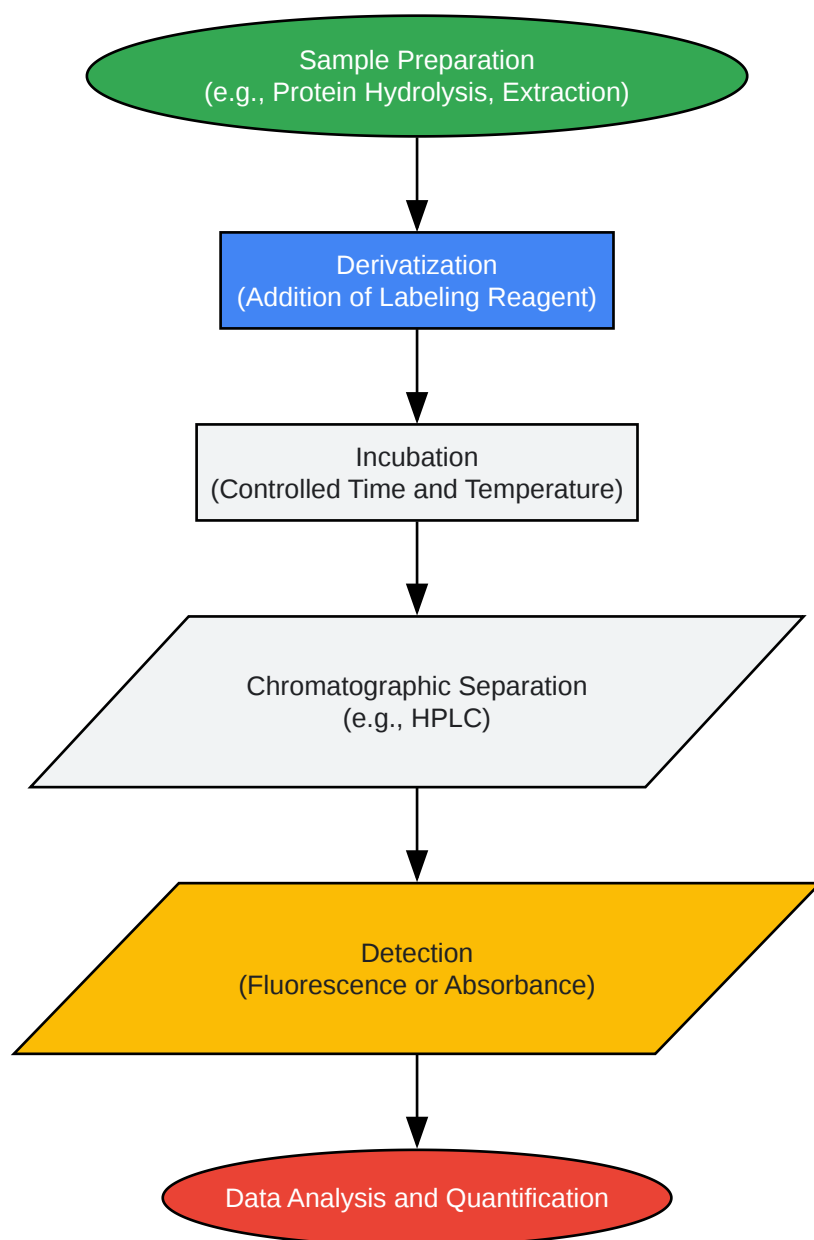 Sample Preparation
(e.g., Protein Hydrolysis, Extraction)
Derivatization
(Addition of Labeling Reagent)
Incubation
(Controlled Time and Temperature)
Chromatographic Separation
(e.g., HPLC)
Detection
(Fluorescence or Absorbance)
Data Analysis and Quantification